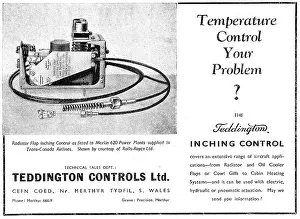 Radiator Flap Inching Control as fitted to Merlin 620 Power Plants supplied to
Trans-Canada Airlines. Shewn by courtesy of Rolls-Royce Ltd.
TECHNICAL SALES DEPT.:
TEDDINGTON CONTROLS Ltd.
CEFN COED, Nr. MERTHYR TYDFIL, S. WALES
'Phone: Merthyr 666/9
Grams: Precision, Merthyr
Temperature
Control
Your
Problem
?
THE
Teddington
INCHING CONTROL
covers an extensive range of aircraft applica-
tions—from Radiator and Oil Cooler
Flaps or Cowl Gills to Cabin Heating
Systems—and it can be used with electric,
hydraulic or pneumatic actuation. May we
send you information?